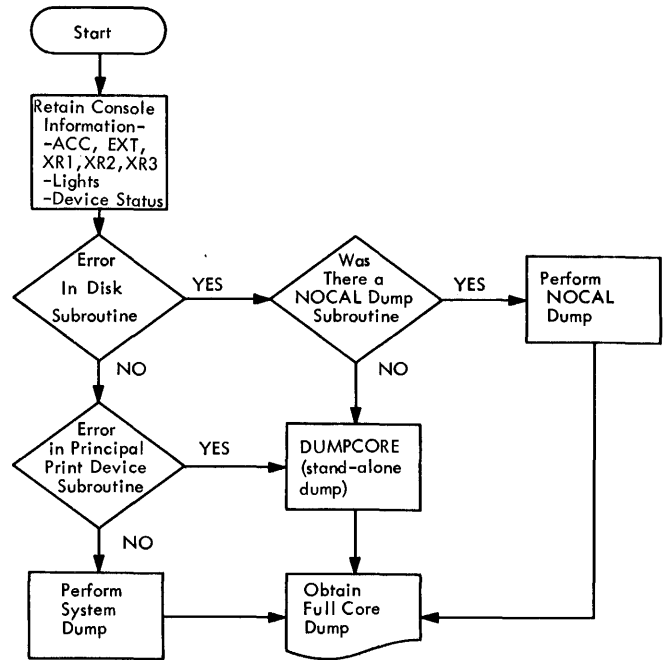 Start
Retain Console
Information-
-ACC, EXT,
XR1, XR2, XR3
-Lights
-Device Status
Error
In Disk
Subroutine
YES
Was
There a
NOCAL Dump
Subroutine
YES
Perform
NOCAL
Dump
NO
NO
Error
in Principal
Print Device
Subroutine
YES
DUMPCORE
(stand-alone
dump)
NO
Perform
System
Dump
Obtain
Full Core
Dump